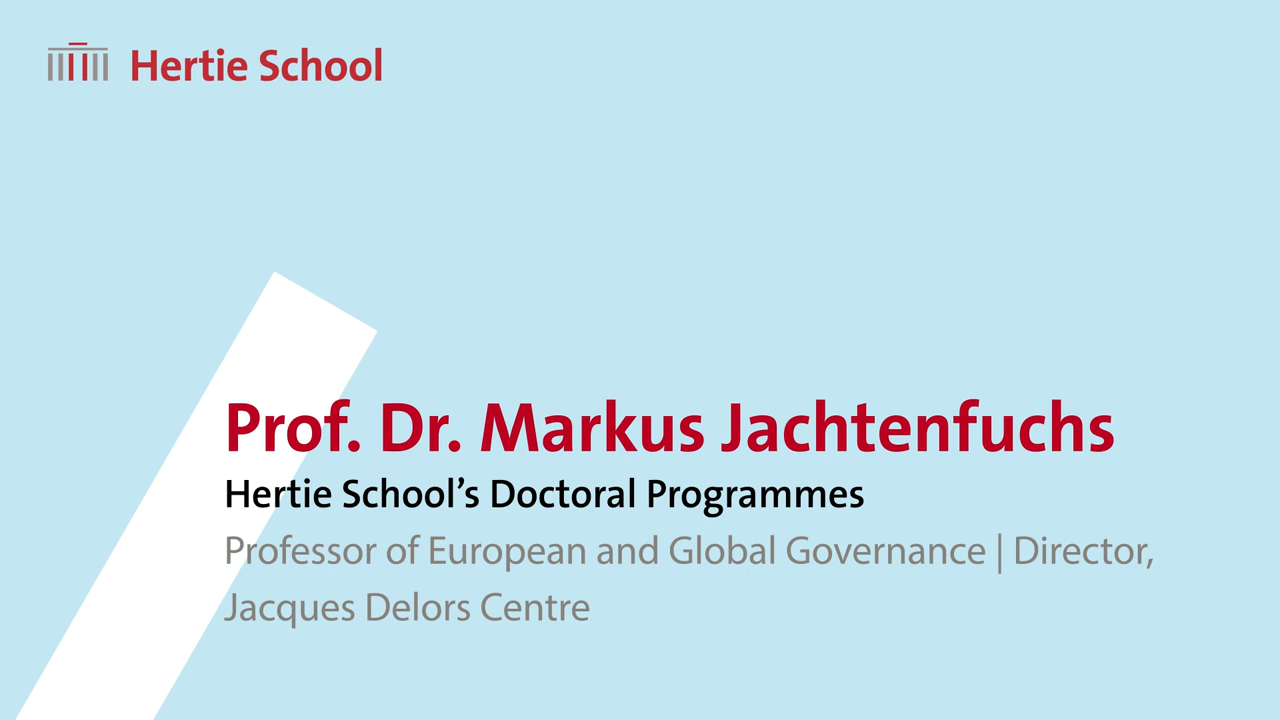 Hertie School
Prof. Dr. Markus Jachtenfuchs
Hertie School’s Doctoral Programmes
Professor of European and Global Governance | Director,
Jacques Delors Centre